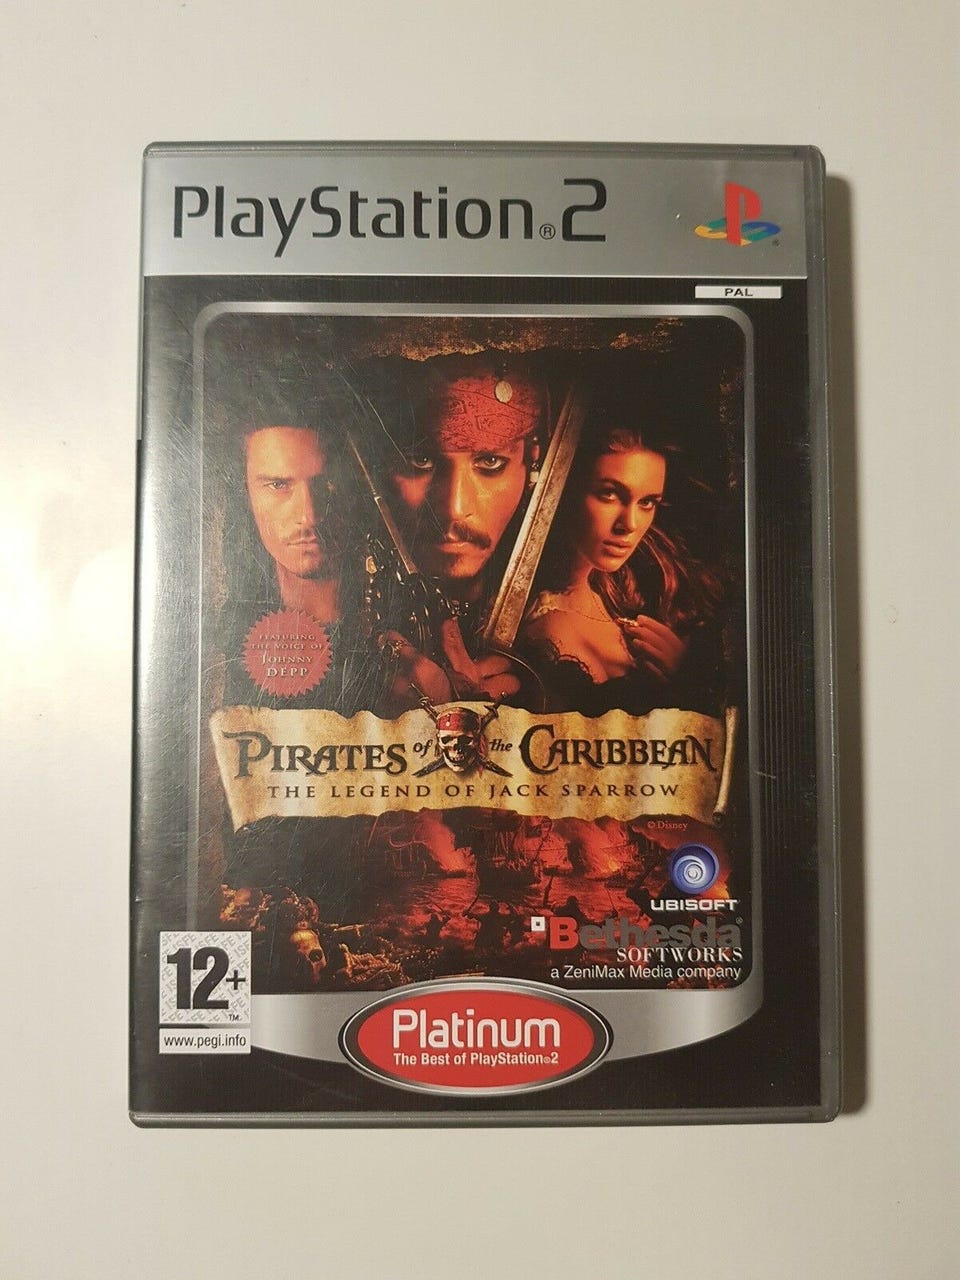 PlayStation®2
PAL
FEATURING
THE VOICE OF
JOHNNY
DEPP
PIRATES of the CARIBBEAN
THE LEGEND OF JACK SPARROW
©Disney
UBISOFT
Bethesda®
SOFTWORKS
a ZeniMax Media company
12+
™
www.pegi.info
Platinum
The Best of PlayStation®2